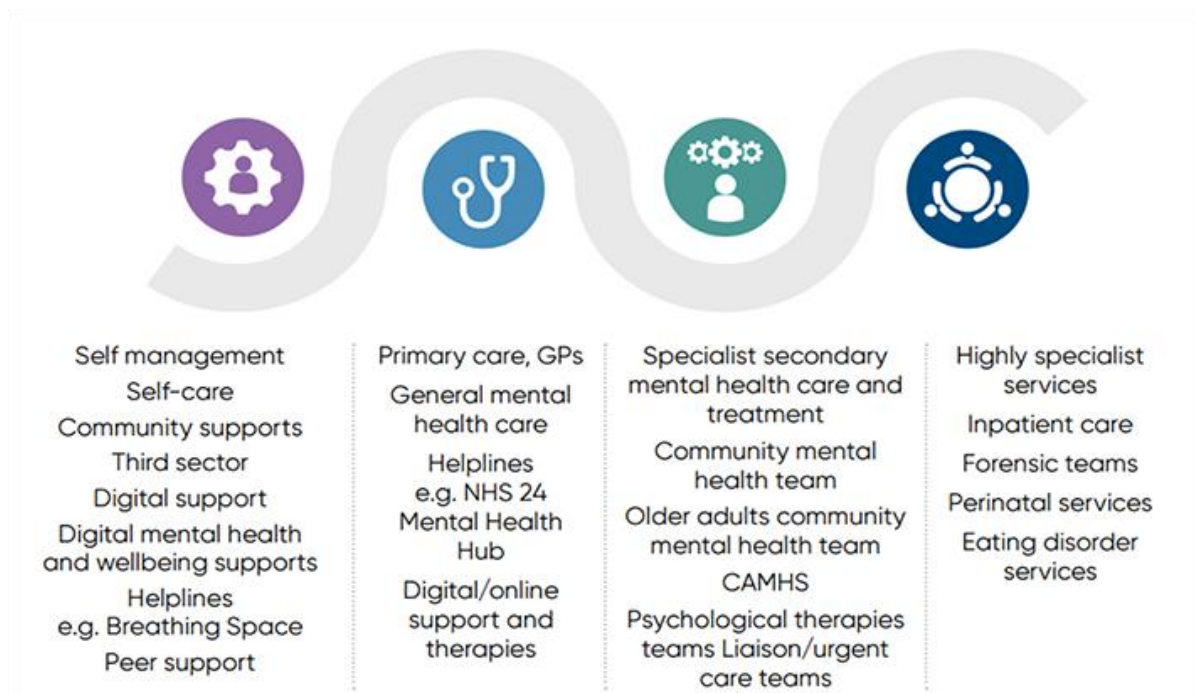 Self management
Self-care
Community supports
Third sector
Digital support
Digital mental health
and wellbeing supports
Helplines
e.g. Breathing Space
Peer support
Primary care, GPs
General mental
health care
Helplines
e.g. NHS 24
Mental Health
Hub
Digital/online
support and
therapies
Specialist secondary
mental health care and
treatment
Community mental
health team
Older adults community
mental health team
CAMHS
Psychological therapies
teams Liaison/urgent
care teams
Highly specialist
services
Inpatient care
Forensic teams
Perinatal services
Eating disorder
services